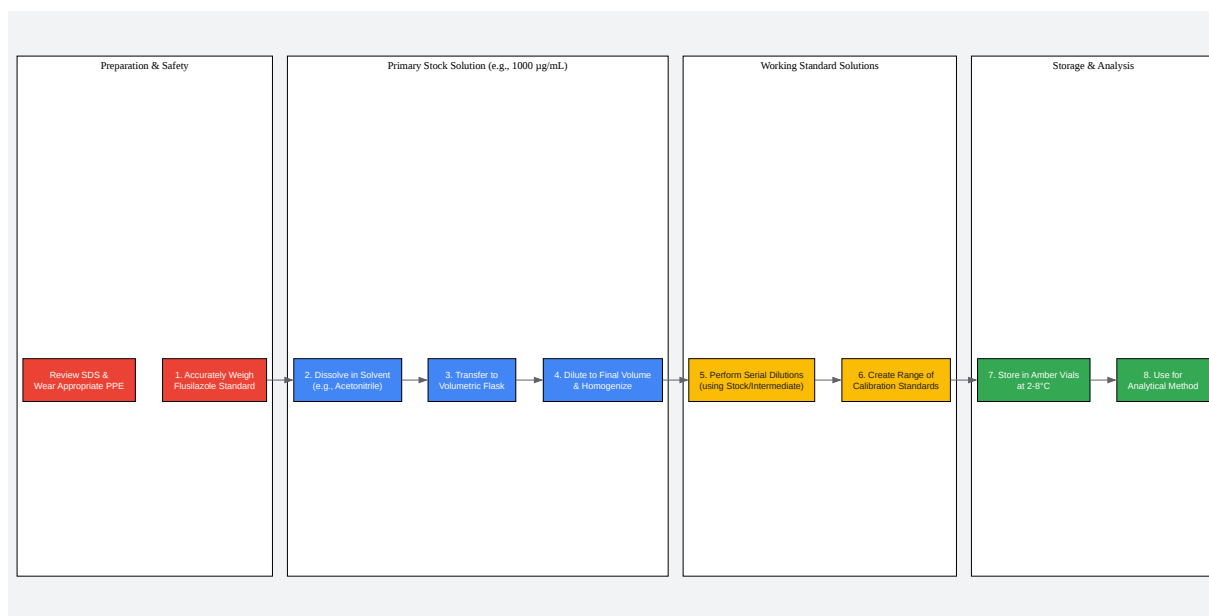 Preparation & Safety
Review SDS &
Wear Appropriate PPE
1. Accurately Weigh
Flusilazole Standard
Primary Stock Solution (e.g., 1000 µg/mL)
2. Dissolve in Solvent
(e.g., Acetonitrile)
3. Transfer to
Volumetric Flask
4. Dilute to Final Volume
& Homogenize
Working Standard Solutions
5. Perform Serial Dilutions
(using Stock/Intermediate)
6. Create Range of
Calibration Standards
Storage & Analysis
7. Store in Amber Vials
at 2-8°C
8. Use for
Analytical Method